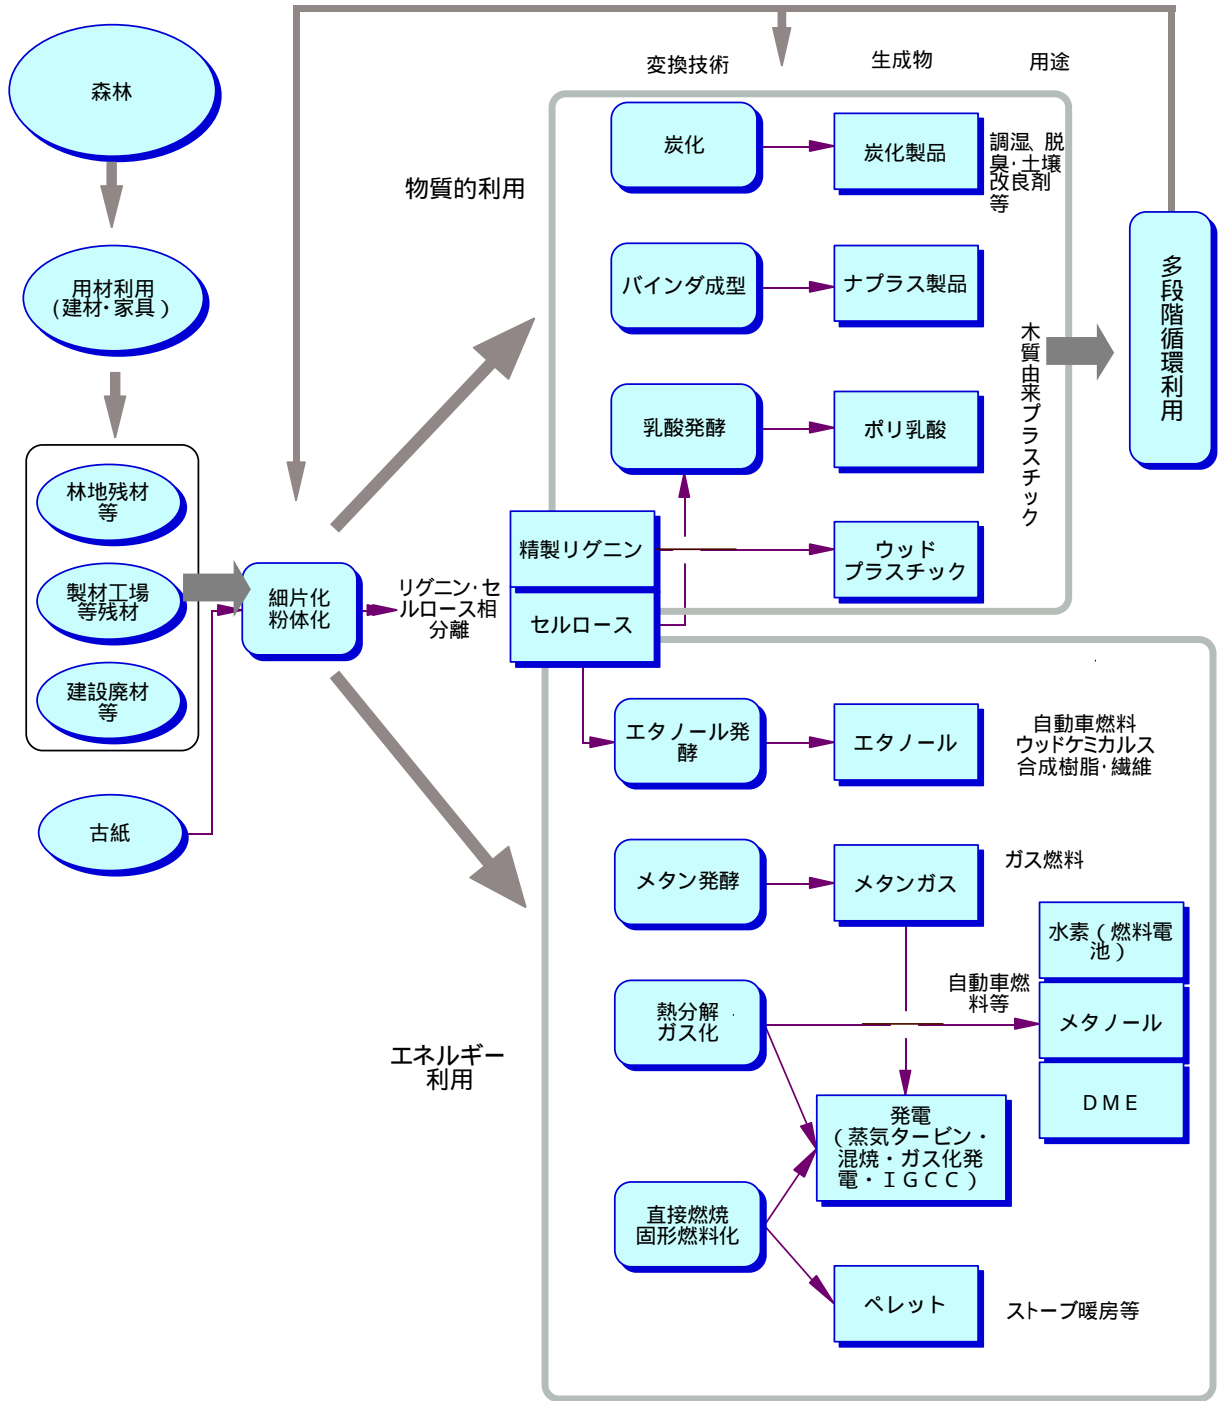 変換技術
生成物
用途
森林
用材利用
(建材・家具)
林地残材
等
製材工場
等残材
建設廃材
等
古紙
細片化
粉体化
リグニン・セ
ルロース相
分離
物質的利用
エネルギー
利用
炭化
炭化製品
調湿、脱
臭・土壌
改良剤
等
バインダ成型
ナプラス製品
乳酸発酵
ポリ乳酸
精製リグニン
セルロース
ウッド
プラスチック
木質由来プラスチック
多段階循環利用
エタノール発
酵
エタノール
自動車燃料
ウッドケミカルス
合成樹脂・繊維
メタン発酵
メタンガス
ガス燃料
熱分解
ガス化
自動車燃
料等
水素(燃料電
池)
メタノール
DME
発電
(蒸気タービン・
混焼・ガス化発
電・IGCC)
直接燃焼
固形燃料化
ペレット
ストーブ暖房等